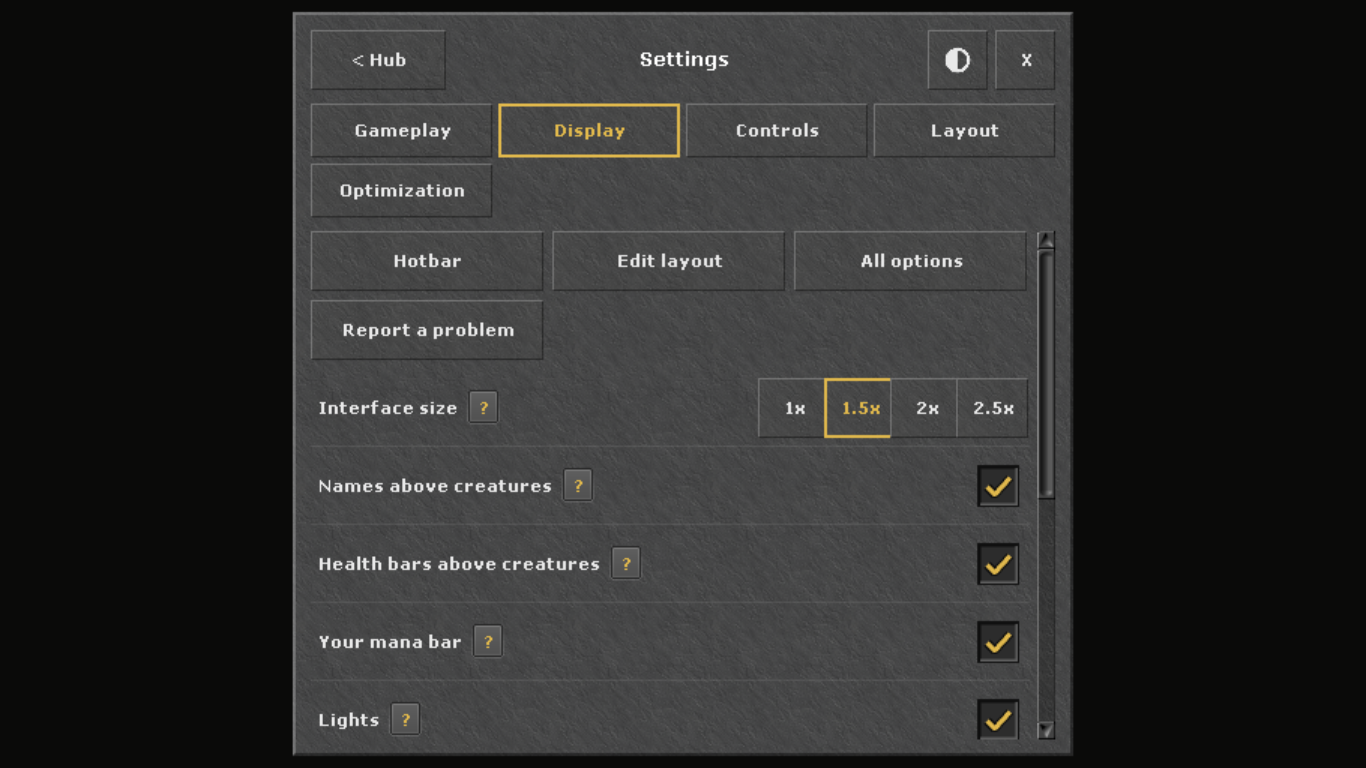 < Hub
Settings
X
Gameplay
Display
Controls
Layout
Optimization
Hotbar
Edit layout
All options
Report a problem
Interface size ?
1x 1.5x 2x 2.5x
Names above creatures ?
Health bars above creatures ?
Your mana bar ?
Lights ?